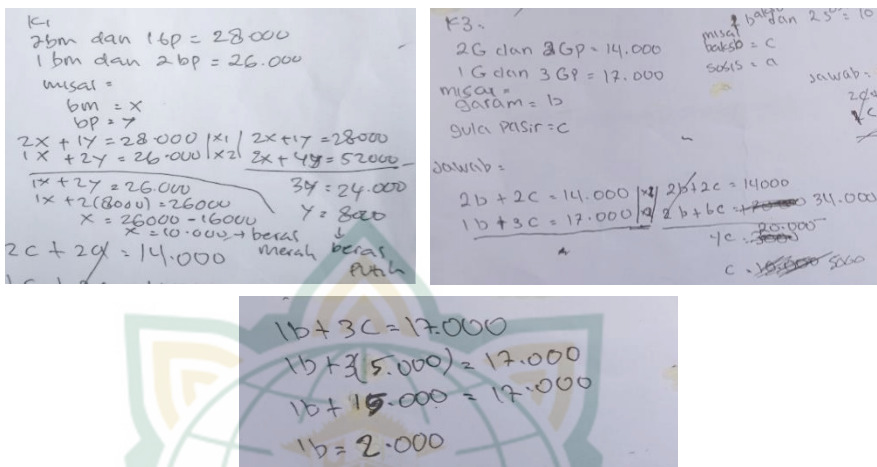 K1
2bm dan 1bp = 28.000
1 bm dan 2bp = 26.000
misal =
bm = x
bp = y
2x + 1y = 28.000 | x1 | 2x + 1y = 28000
1x + 2y = 26.000 | x2 | 2x + 4y = 52000
1x + 2y = 26.000
3y = 24.000
1x + 2(8000) = 26000
y = 8000
x = 26000 - 16000
x = 10.000 → beras merah
↓ beras putih
2c + 2a = 14.000
K3.
2G dan 2Gp = 14.000
1G dan 3GP = 17.000
misal =
garam = b
gula pasir = c
Jawab =
2b + 2c = 14.000
2b + 2c = 14000
1b + 3c = 17.000
2b + 6c = 34.000
4c = 20.000
c = 5000
dan
= 10
misal
bakso = c
sosis = a
Jawab =
1b + 3c = 17.000
1b + 3(5.000) = 17.000
1b + 15.000 = 17.000
1b = 2.000